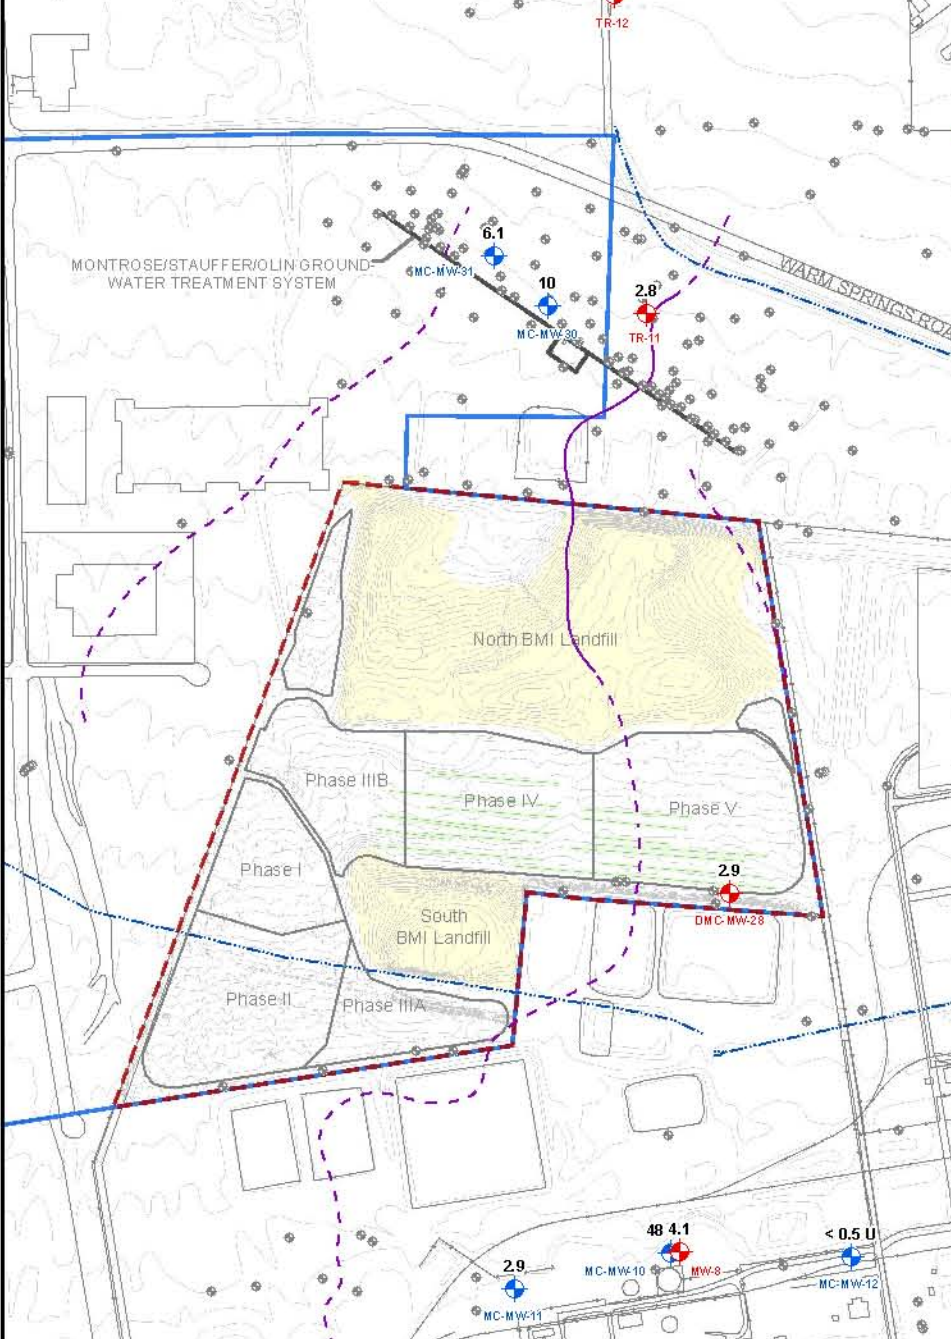 TR-12
6.1
MONTROSE/STAUFFER/OLIN GROUND-
WATER TREATMENT SYSTEM
MC-MW-31
WARM SPRINGS ROA
10
2.8
MC-MW-30
TR-11
North BMI Landfill
Phase IIIB
Phase IV
Phase V
Phase I
2.9
DMC-MW-28
South
BMI Landfill
Phase II
Phase IIIA
48 4.1
< 0.5 U
2.9
MC-MW-10
MW-8
MC-MW-12
MC-MW-11